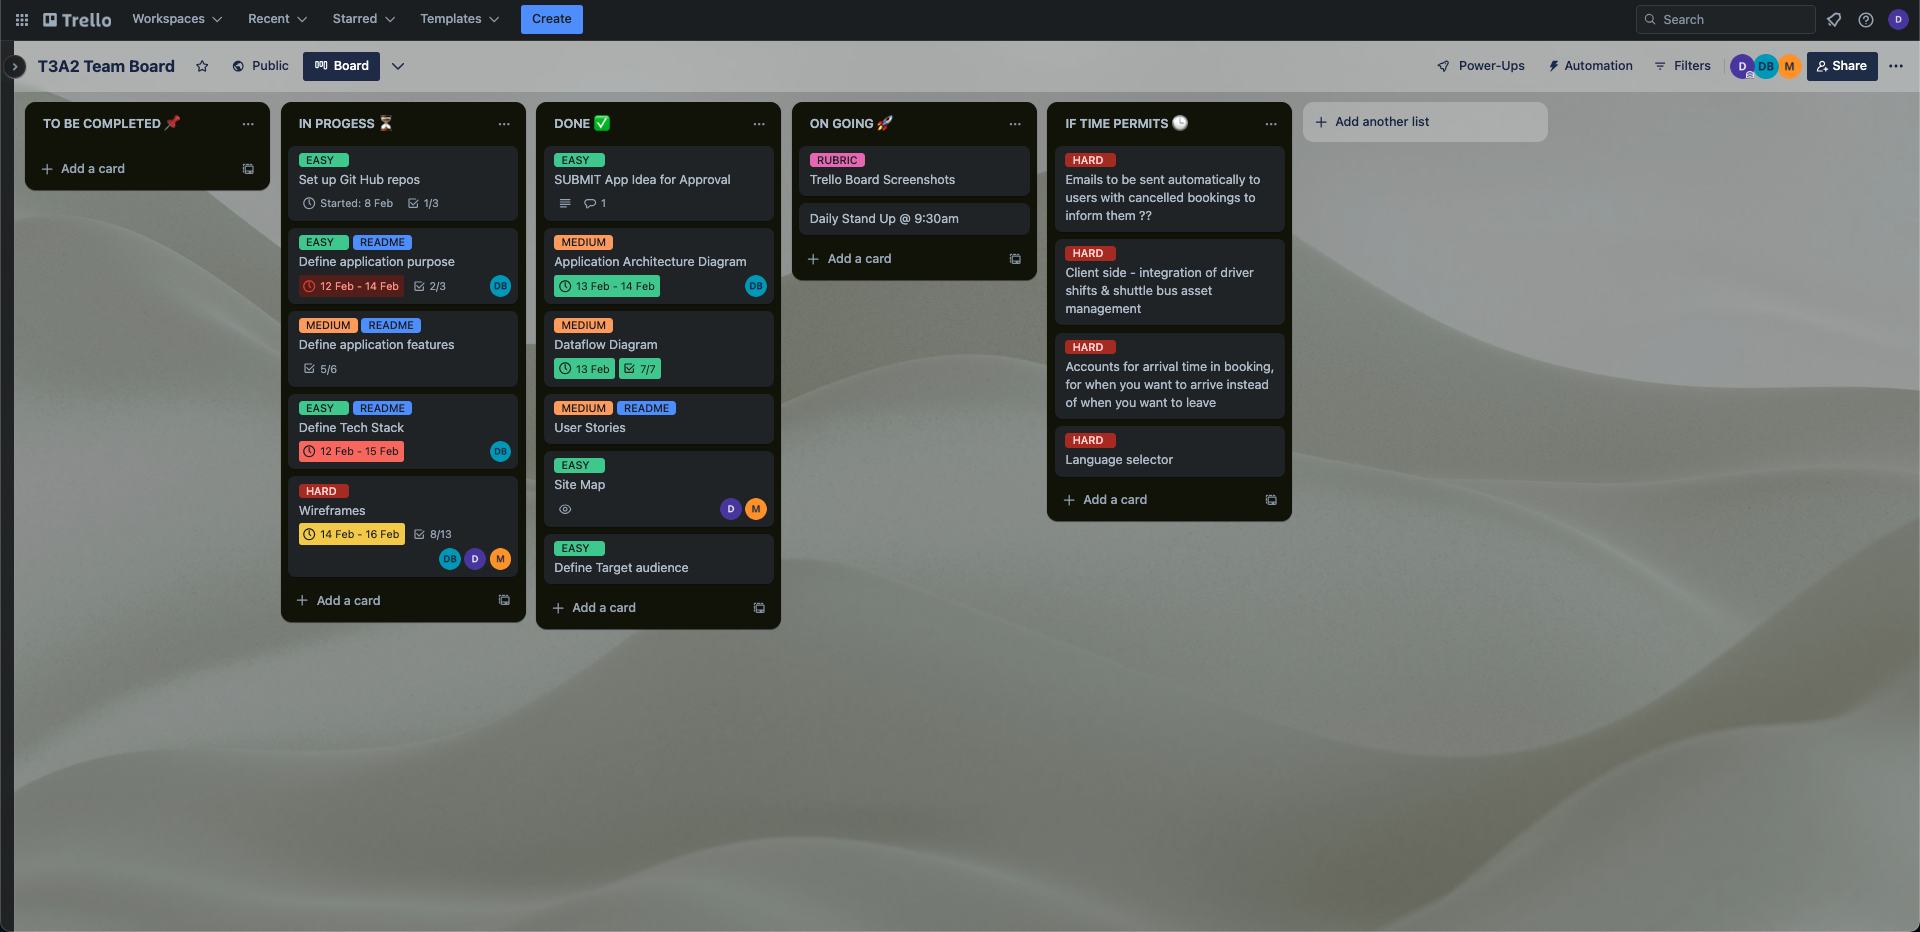 Trello
Workspaces
Recent
Starred
Templates
Create
Search
D
T3A2 Team Board
Public
Board
Power-Ups
Automation
Filters
D
DB
M
Share
TO BE COMPLETED 📌
Add a card
IN PROGESS ⏳
EASY
Set up Git Hub repos
Started: 8 Feb
1/3
EASY README
Define application purpose
12 Feb - 14 Feb
2/3
DB
MEDIUM README
Define application features
5/6
EASY README
Define Tech Stack
12 Feb - 15 Feb
DB
HARD
Wireframes
14 Feb - 16 Feb
8/13
DB D M
Add a card
DONE ✅
EASY
SUBMIT App Idea for Approval
1
MEDIUM
Application Architecture Diagram
13 Feb - 14 Feb
DB
MEDIUM
Dataflow Diagram
13 Feb
7/7
MEDIUM README
User Stories
EASY
Site Map
D M
EASY
Define Target audience
Add a card
ON GOING 🚀
RUBRIC
Trello Board Screenshots
Daily Stand Up @ 9:30am
Add a card
IF TIME PERMITS 🕒
HARD
Emails to be sent automatically to
users with cancelled bookings to
inform them ??
HARD
Client side - integration of driver
shifts & shuttle bus asset
management
HARD
Accounts for arrival time in booking,
for when you want to arrive instead
of when you want to leave
HARD
Language selector
Add a card
Add another list